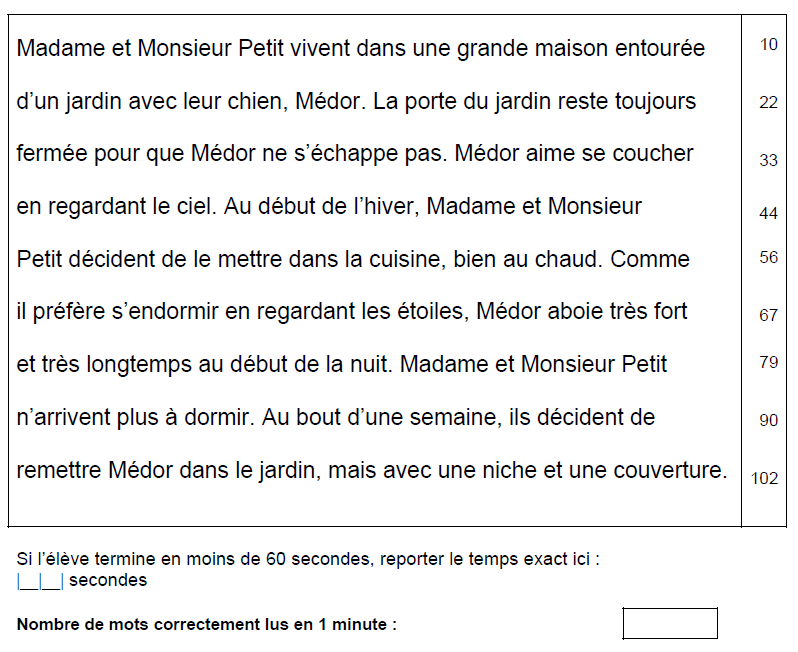 Madame et Monsieur Petit vivent dans une grande maison entourée 10
d'un jardin avec leur chien, Médor. La porte du jardin reste toujours 22
fermée pour que Médor ne s'échappe pas. Médor aime se coucher 33
en regardant le ciel. Au début de l'hiver, Madame et Monsieur 44
Petit décident de le mettre dans la cuisine, bien au chaud. Comme 56
il préfère s'endormir en regardant les étoiles, Médor aboie très fort 67
et très longtemps au début de la nuit. Madame et Monsieur Petit 79
n'arrivent plus à dormir. Au bout d'une semaine, ils décident de 90
remettre Médor dans le jardin, mais avec une niche et une couverture. 102
Si l'élève termine en moins de 60 secondes, reporter le temps exact ici :
|__|__| secondes
Nombre de mots correctement lus en 1 minute :